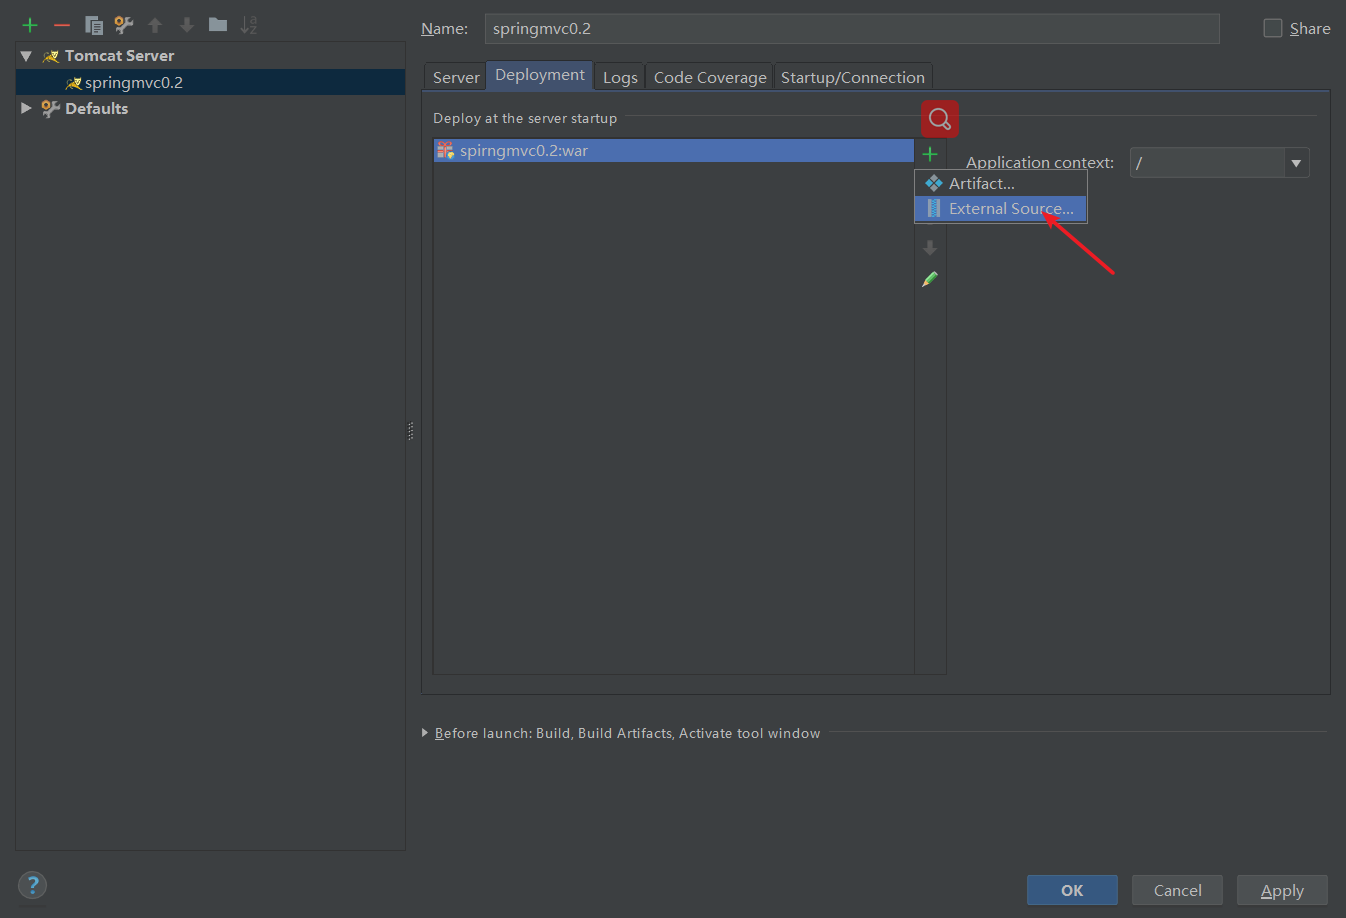 Name: springmvc0.2 Share
Tomcat Server
springmvc0.2
Defaults
Server Deployment Logs Code Coverage Startup/Connection
Deploy at the server startup
spirngmvc0.2:war
Application context: /
Artifact...
External Source...
Before launch: Build, Build Artifacts, Activate tool window
?
OK Cancel Apply